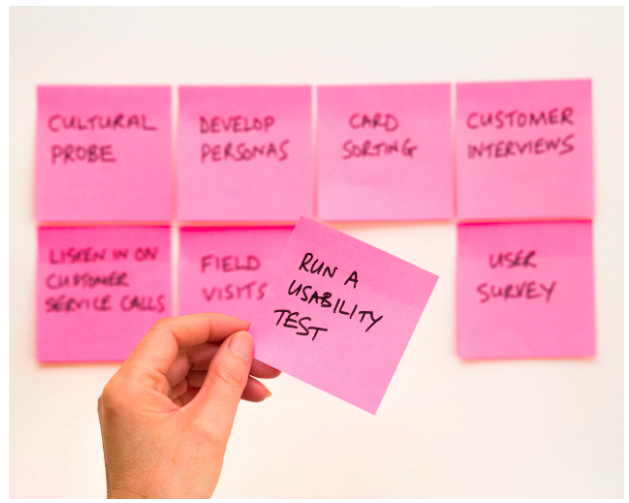 CULTURAL
PROBE
DEVELOP
PERSONAS
CARD
SORTING
CUSTOMER
INTERVIEWS
LISTEN IN ON
CUSTOMER
SERVICE CALLS
FIELD
VISITS
RUN A
USABILITY
TEST
USER
SURVEY